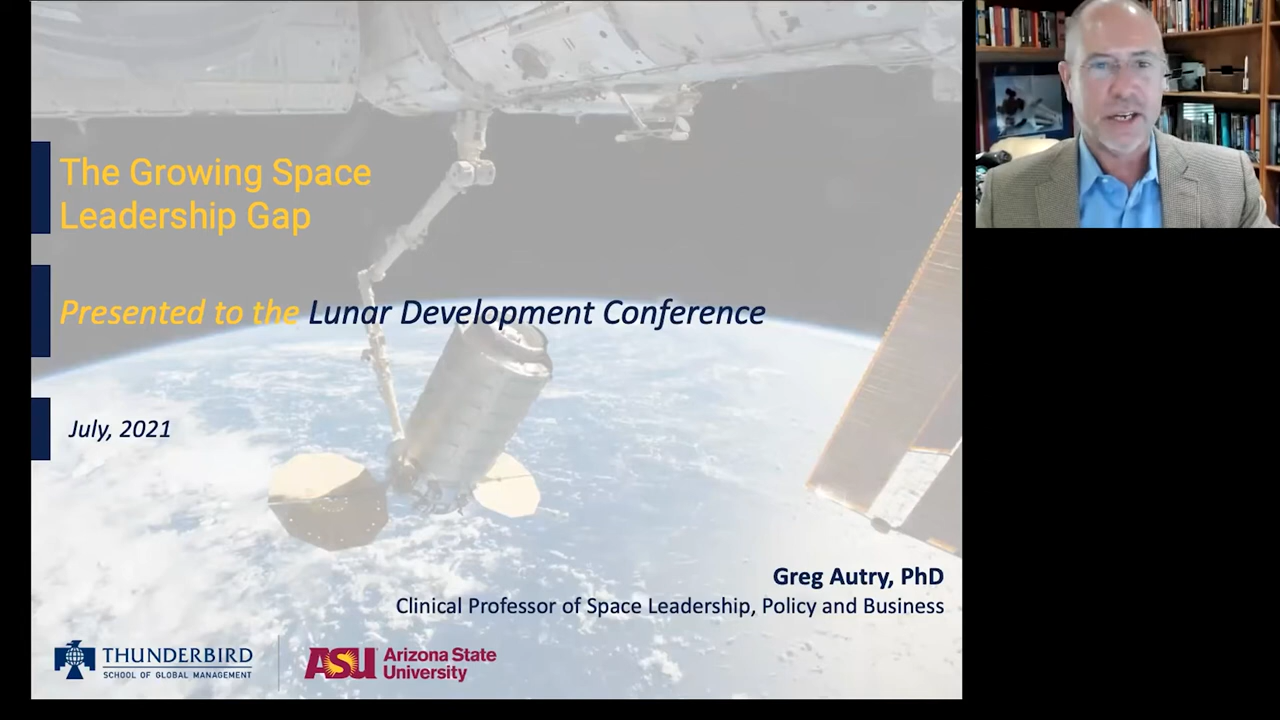 The Growing Space
Leadership Gap
Presented to the Lunar Development Conference
July, 2021
Greg Autry, PhD
Clinical Professor of Space Leadership, Policy and Business
THUNDERBIRD
SCHOOL OF GLOBAL MANAGEMENT
ASU Arizona State
University